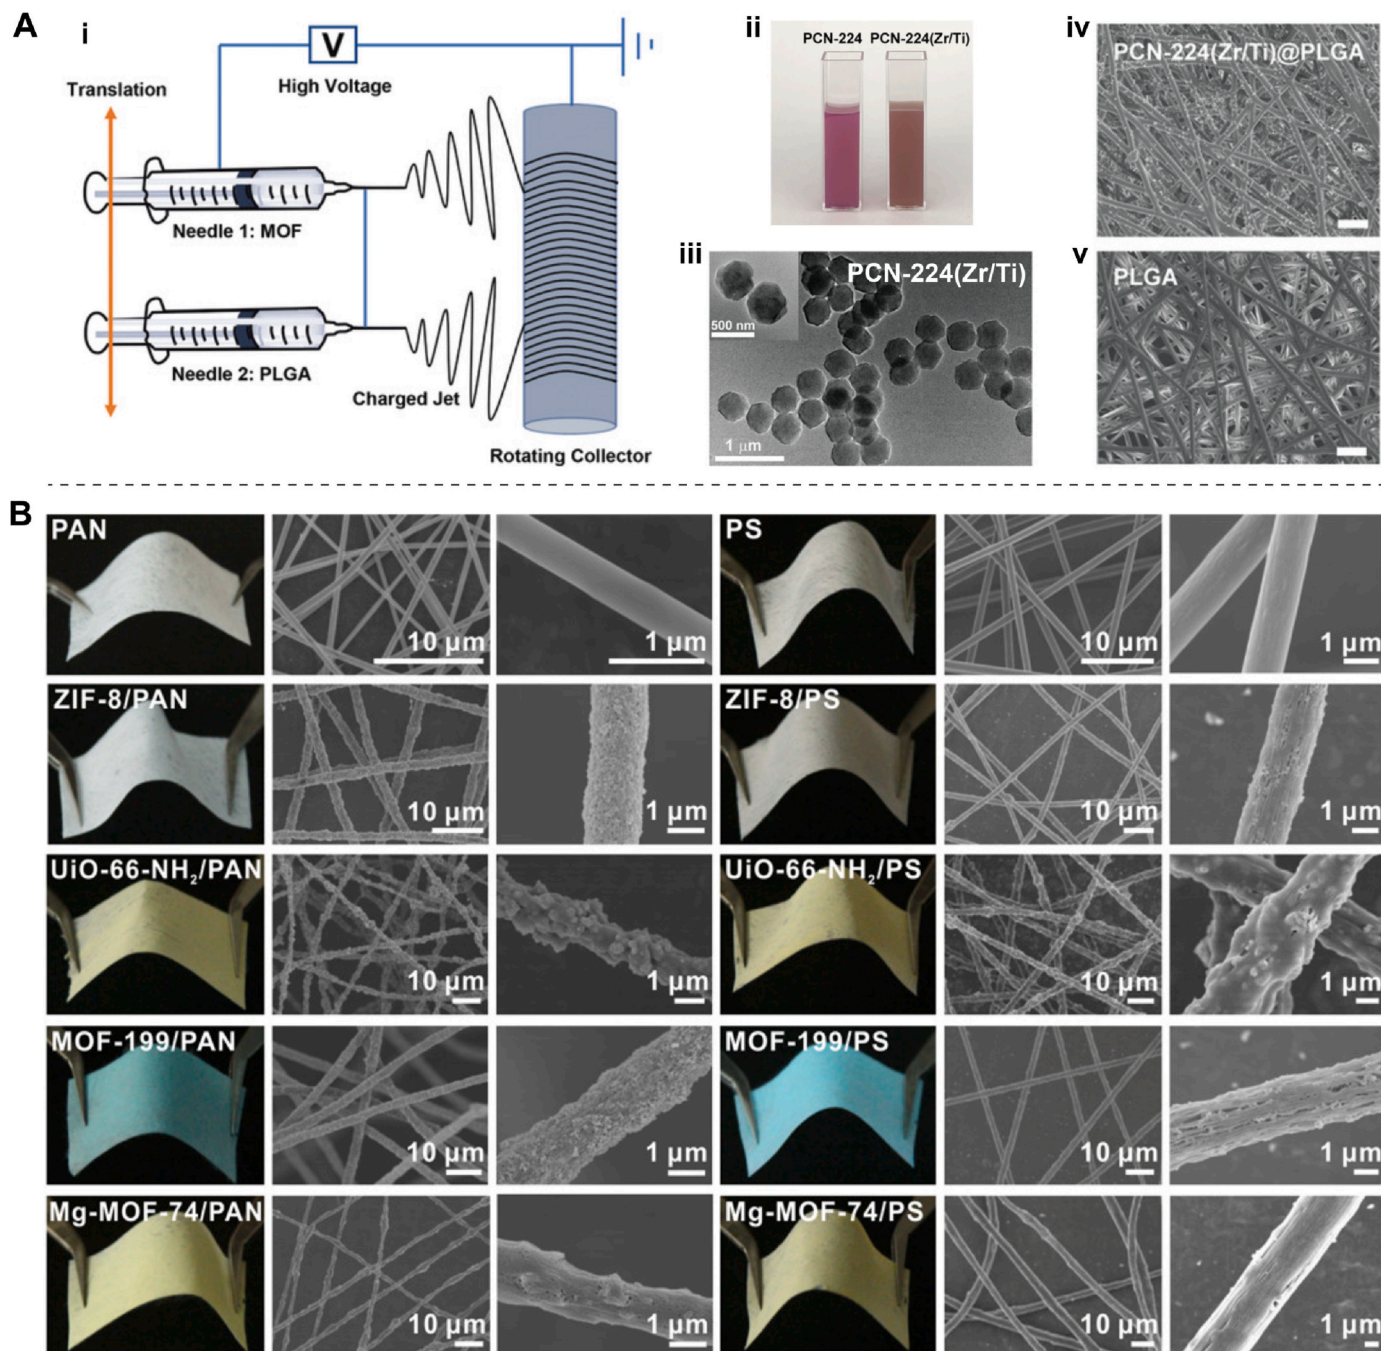 A
i
V
High Voltage
Translation
Needle 1: MOF
Needle 2: PLGA
Charged Jet
Rotating Collector
ii
PCN-224 PCN-224(Zr/Ti)
iii
PCN-224(Zr/Ti)
500 nm
1 μm
iv
PCN-224(Zr/Ti)@PLGA
v
PLGA
B
PAN
10 μm
1 μm
PS
10 μm
1 μm
ZIF-8/PAN
10 μm
1 μm
ZIF-8/PS
10 μm
1 μm
UiO-66-NH₂/PAN
10 μm
1 μm
UiO-66-NH₂/PS
10 μm
1 μm
MOF-199/PAN
10 μm
1 μm
MOF-199/PS
10 μm
1 μm
Mg-MOF-74/PAN
10 μm
1 μm
Mg-MOF-74/PS
10 μm
1 μm